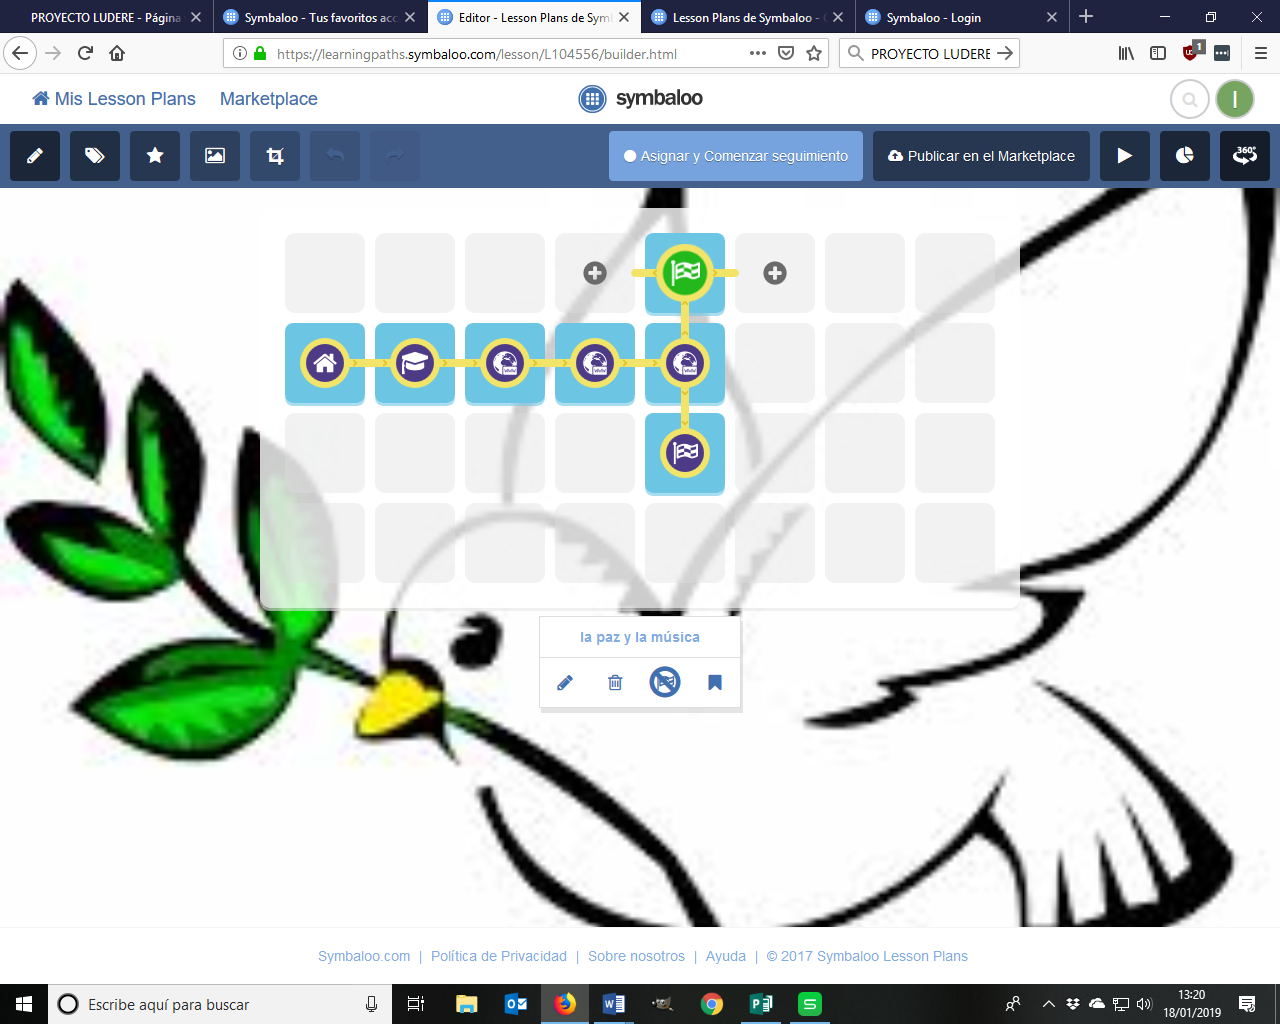 PROYECTO LUDERE - Página
Symbaloo - Tus favoritos acc
Editor - Lesson Plans de Symb
Lesson Plans de Symbaloo -
Symbaloo - Login
https://learningpaths.symbaloo.com/lesson/L104556/builder.html
PROYECTO LUDERE
1
Mis Lesson Plans
Marketplace
symbaloo
I
Asignar y Comenzar seguimiento
Publicar en el Marketplace
360°
la paz y la música
Symbaloo.com | Política de Privacidad | Sobre nosotros | Ayuda | © 2017 Symbaloo Lesson Plans
Escribe aquí para buscar
13:20
18/01/2019